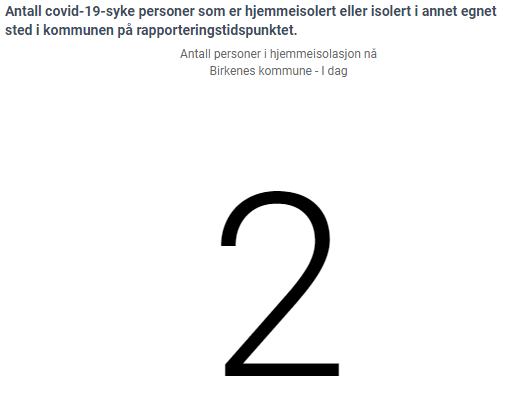 Antall covid-19-syke personer som er hjemmeisolert eller isolert i annet egnet
sted i kommunen på rapporteringstidspunktet.
Antall personer i hjemmeisolasjon nå
Birkenes kommune - I dag
2